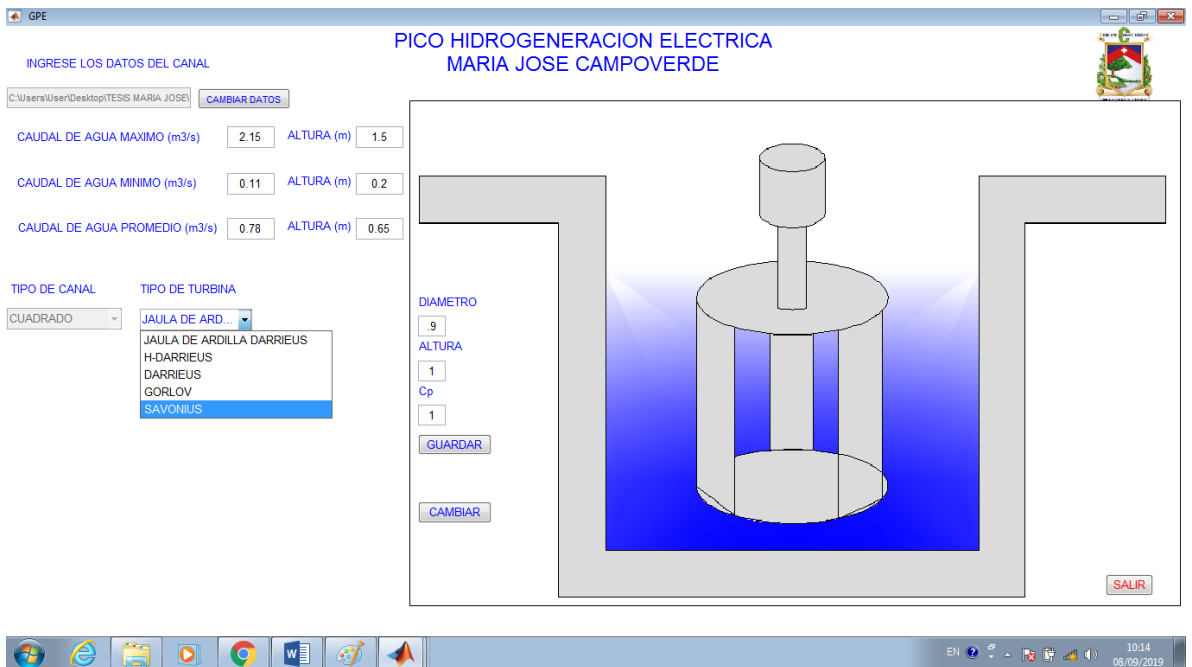 GPE
PICO HIDROGENERACION ELECTRICA
MARIA JOSE CAMPOVERDE
INGRESE LOS DATOS DEL CANAL
C:\Users\User\Desktop\TESIS MARIA JOSE\
CAMBIAR DATOS
CAUDAL DE AGUA MAXIMO (m3/s) 2.15 ALTURA (m) 1.5
CAUDAL DE AGUA MINIMO (m3/s) 0.11 ALTURA (m) 0.2
CAUDAL DE AGUA PROMEDIO (m3/s) 0.78 ALTURA (m) 0.65
TIPO DE CANAL TIPO DE TURBINA
CUADRADO JAULA DE ARD...
JAULA DE ARDILLA DARRIEUS
H-DARRIEUS
DARRIEUS
GORLOV
SAVONIUS
DIAMETRO
.9
ALTURA
1
Cp
1
GUARDAR
CAMBIAR
SALIR
EN
10:14
08/09/2019